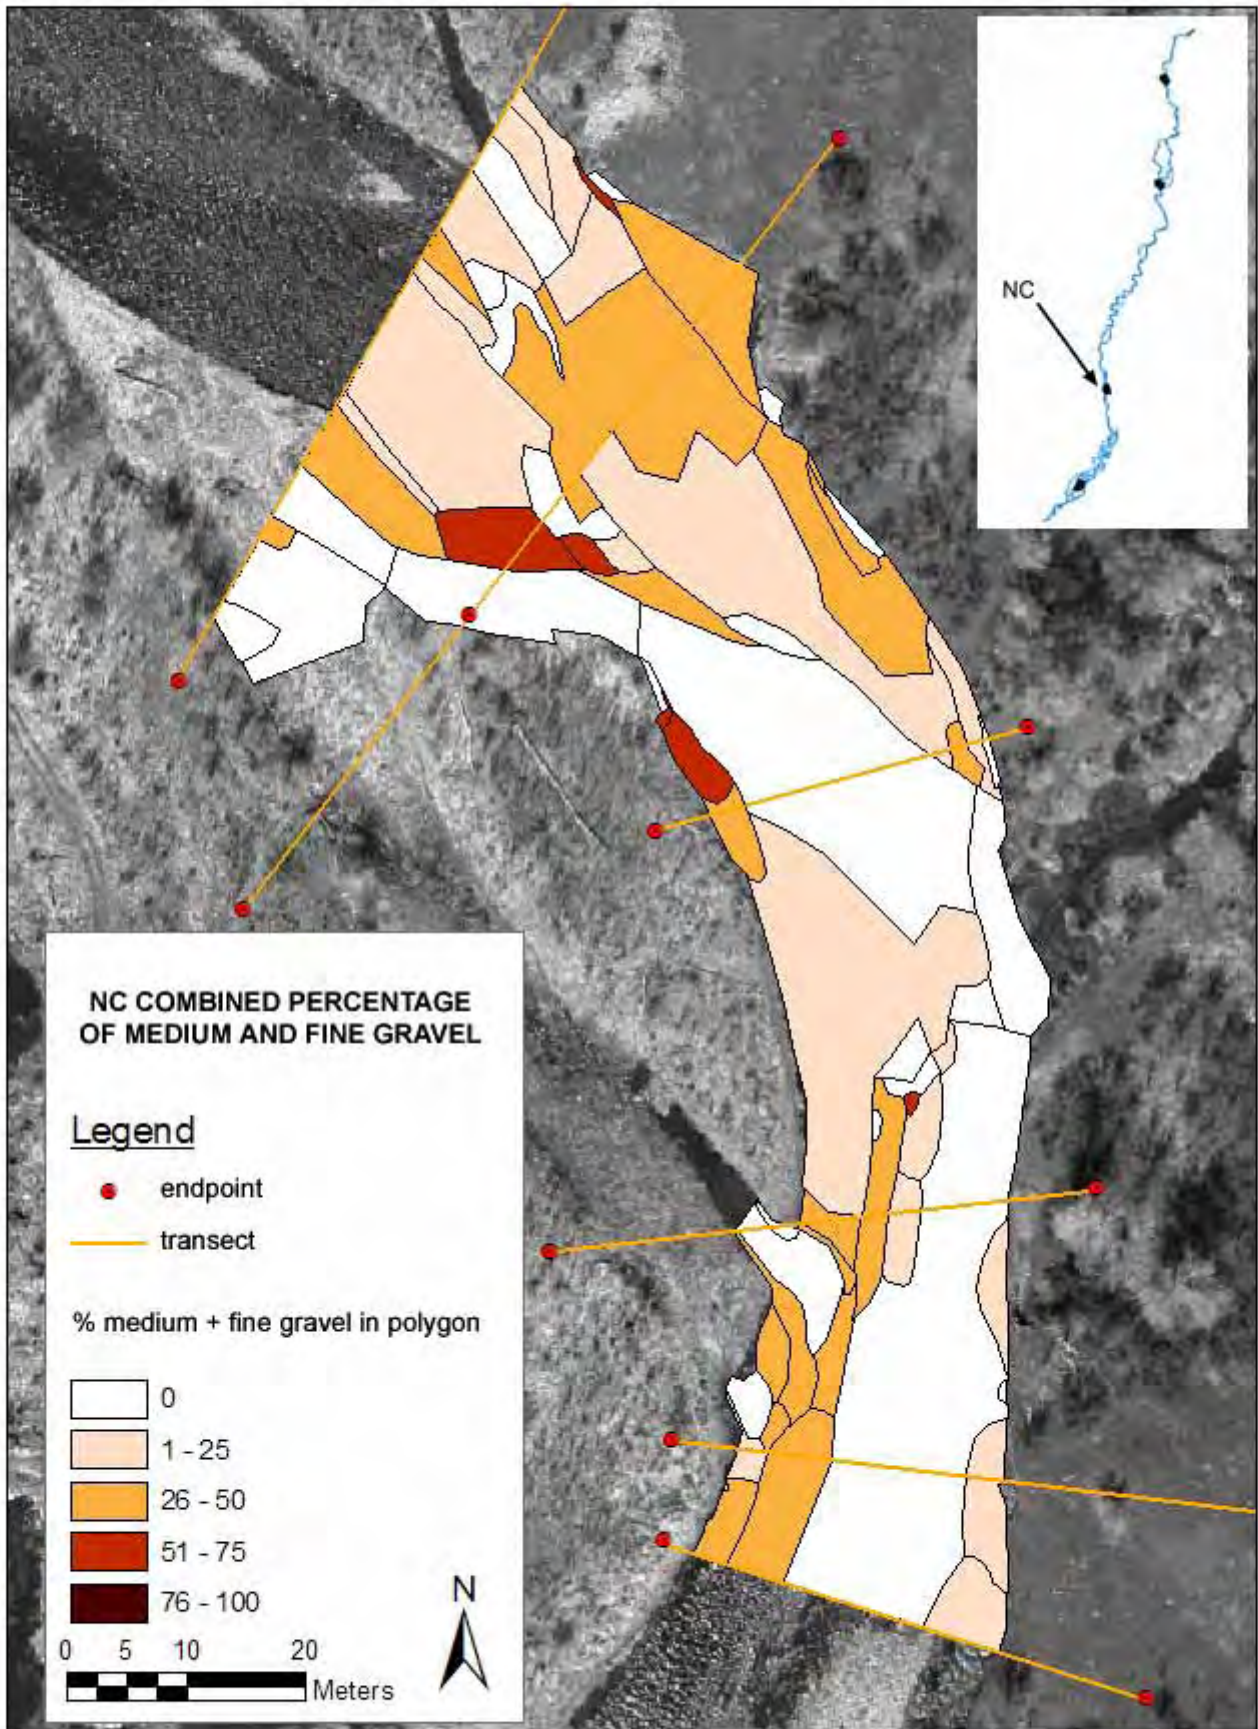 NC
NC COMBINED PERCENTAGE
OF MEDIUM AND FINE GRAVEL
Legend
endpoint
transect
% medium + fine gravel in polygon
0
1 - 25
26 - 50
51 - 75
76 - 100
N
0 5 10 20
Meters